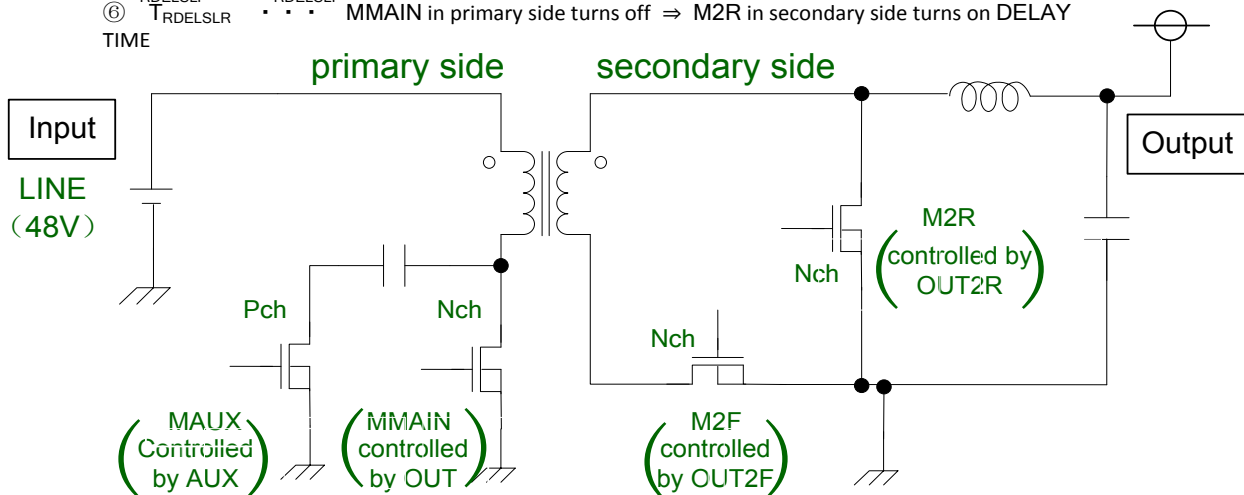 ⑥ TRDELSLR ・・・ MMAIN in primary side turns off ⇒ M2R in secondary side turns on DELAY
TIME
primary side
secondary side
Input
Output
LINE
（48V）
M2R
controlled by
OUT2R
Nch
Pch
Nch
Nch
MAUX
Controlled
by AUX
MMAIN
controlled
by OUT
M2F
controlled
by OUT2F